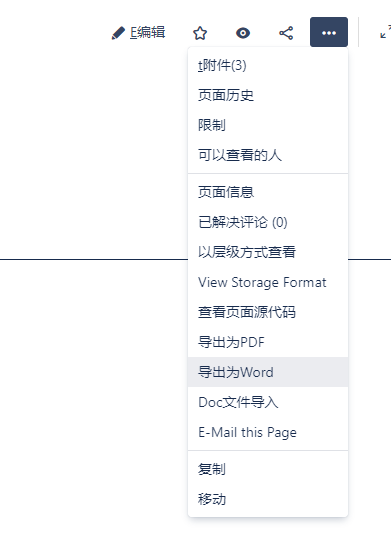 E编辑
t附件(3)
页面历史
限制
可以查看的人
页面信息
已解决评论 (0)
以层级方式查看
View Storage Format
查看页面源代码
导出为PDF
导出为Word
Doc文件导入
E-Mail this Page
复制
移动